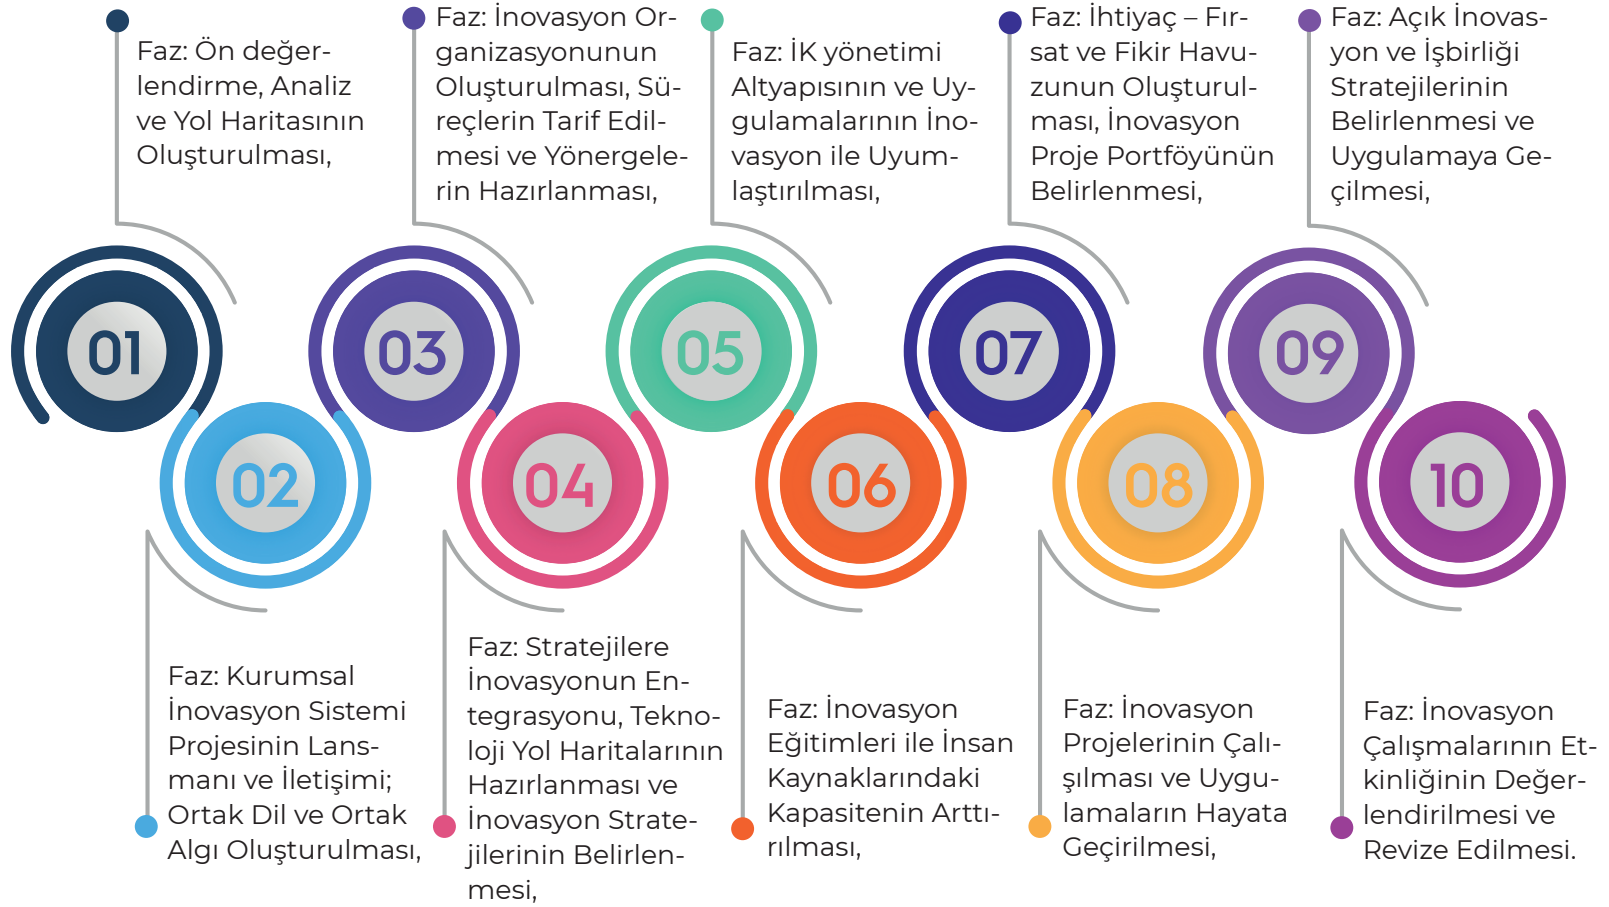 Faz: Ön değer-
lendirme, Analiz
ve Yol Haritasının
Oluşturulması,
01
Faz: Kurumsal
İnovasyon Sistemi
Projesinin Lans-
manı ve İletişimi;
Ortak Dil ve Ortak
Algı Oluşturulması,
02
Faz: İnovasyon Or-
ganizasyonunun
Oluşturulması, Sü-
reçlerin Tarif Edil-
mesi ve Yönergele-
rin Hazırlanması,
03
Faz: Stratejilere
İnovasyonun En-
tegrasyonu, Tekno-
loji Yol Haritalarının
Hazırlanması ve
İnovasyon Strate-
jilerinin Belirlen-
mesi,
04
Faz: İK yönetimi
Altyapısının ve Uy-
gulamalarının İno-
vasyon ile Uyum-
laştırılması,
05
Faz: İnovasyon
Eğitimleri ile İnsan
Kaynaklarındaki
Kapasitenin Arttı-
rılması,
06
Faz: İhtiyaç – Fır-
sat ve Fikir Havu-
zunun Oluşturul-
ması, İnovasyon
Proje Portföyünün
Belirlenmesi,
07
Faz: İnovasyon
Projelerinin Çalı-
şılması ve Uygu-
lamaların Hayata
Geçirilmesi,
08
Faz: Açık İnovas-
yon ve İşbirliği
Stratejilerinin
Belirlenmesi ve
Uygulamaya Ge-
çilmesi,
09
Faz: İnovasyon
Çalışmalarının Et-
kinliğinin Değer-
lendirilmesi ve
Revize Edilmesi.
10